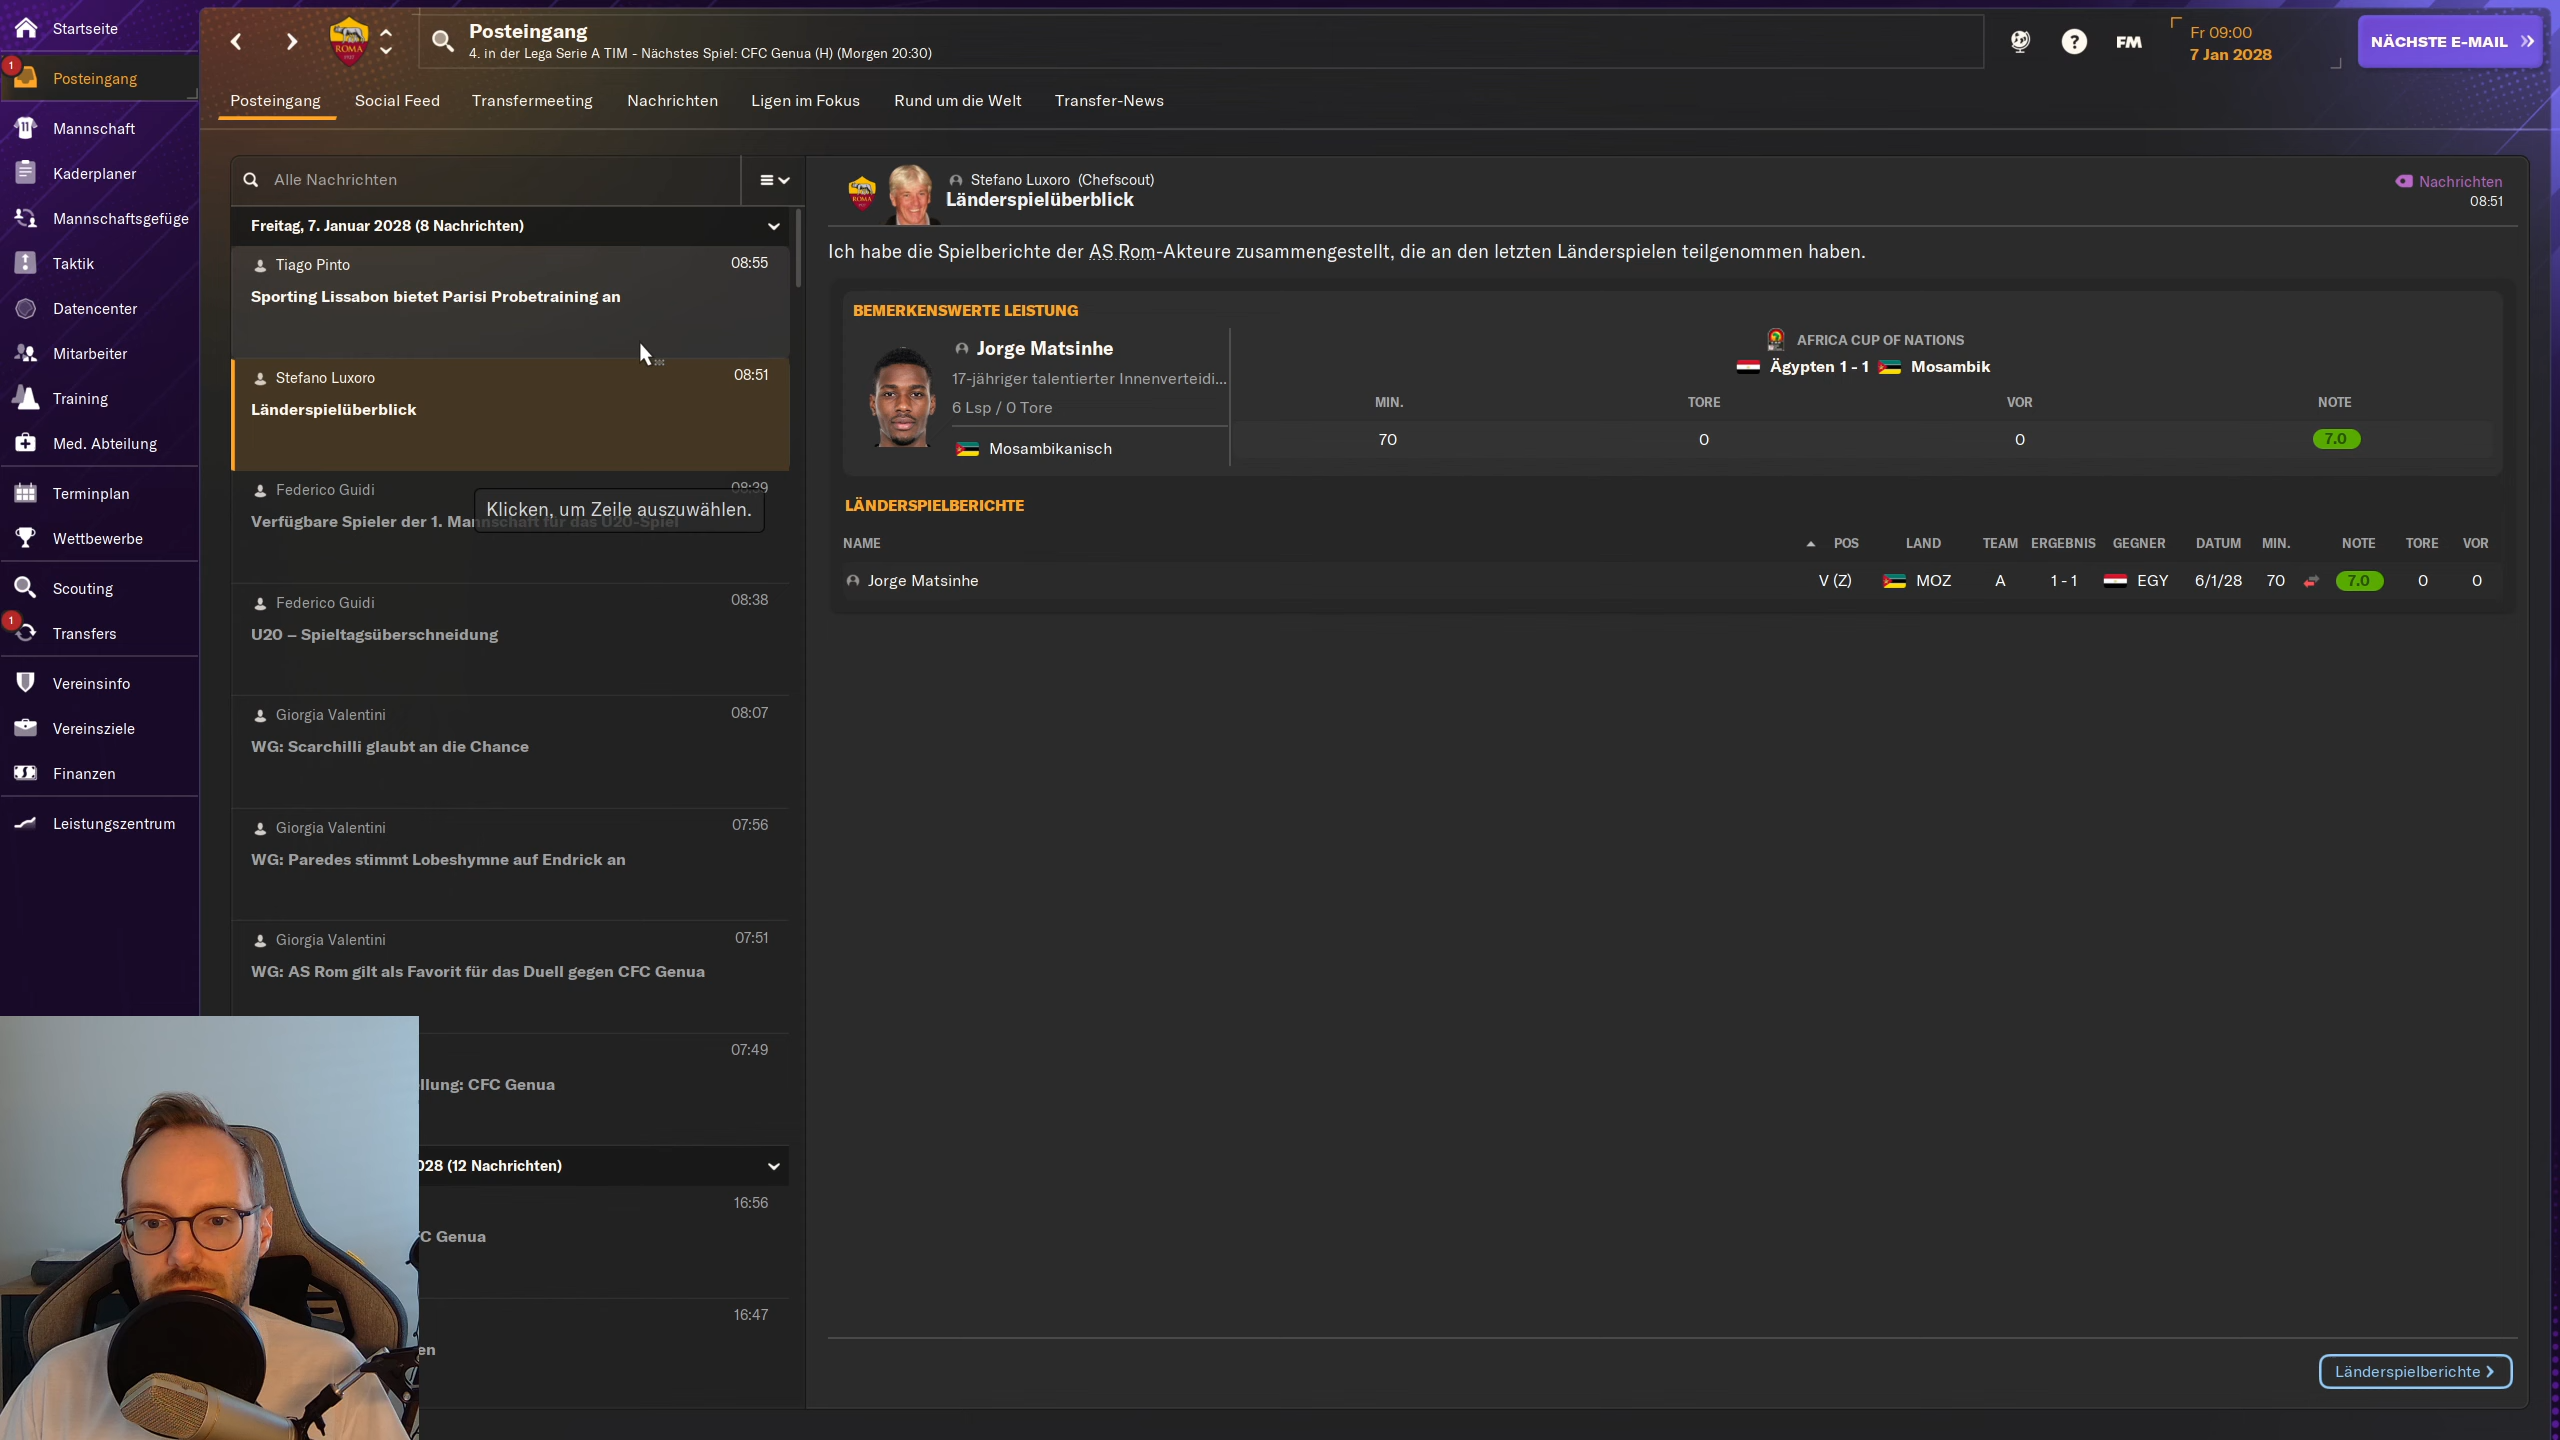 Startseite
1
Posteingang
Mannschaft
Kaderplaner
Mannschaftsgefüge
Taktik
Datencenter
Mitarbeiter
Training
Med. Abteilung
Terminplan
Wettbewerbe
Scouting
1
Transfers
Vereinsinfo
Vereinsziele
Finanzen
Leistungszentrum
ROMA
Posteingang
4. in der Lega Serie A TIM - Nächstes Spiel: CFC Genua (H) (Morgen 20:30)
?
FM
Fr 09:00
7 Jan 2028
NÄCHSTE E-MAIL
Posteingang Social Feed Transfermeeting Nachrichten Ligen im Fokus Rund um die Welt Transfer-News
Alle Nachrichten
Freitag, 7. Januar 2028 (8 Nachrichten)
Tiago Pinto 08:55
Sporting Lissabon bietet Parisi Probetraining an
Stefano Luxoro 08:51
Länderspielüberblick
Federico Guidi 08:39
Verfügbare Spieler der 1. Mannschaft für das U20-Spiel
Klicken, um Zeile auszuwählen.
Federico Guidi 08:38
U20 – Spieltagsüberschneidung
Giorgia Valentini 08:07
WG: Scarchilli glaubt an die Chance
Giorgia Valentini 07:56
WG: Paredes stimmt Lobeshymne auf Endrick an
Giorgia Valentini 07:51
WG: AS Rom gilt als Favorit für das Duell gegen CFC Genua
07:49
llung: CFC Genua
028 (12 Nachrichten)
16:56
C Genua
16:47
en
Stefano Luxoro (Chefscout)
Länderspielüberblick
Nachrichten
08:51
Ich habe die Spielberichte der AS Rom-Akteure zusammengestellt, die an den letzten Länderspielen teilgenommen haben.
BEMERKENSWERTE LEISTUNG
Jorge Matsinhe
17-jähriger talentierter Innenverteidi...
6 Lsp / 0 Tore
Mosambikanisch
AFRICA CUP OF NATIONS
Ägypten 1 - 1 Mosambik
MIN. TORE VOR NOTE
70 0 0 7.0
LÄNDERSPIELBERICHTE
NAME POS LAND TEAM ERGEBNIS GEGNER DATUM MIN. NOTE TORE VOR
Jorge Matsinhe V (Z) MOZ A 1 - 1 EGY 6/1/28 70 7.0 0 0
Länderspielberichte